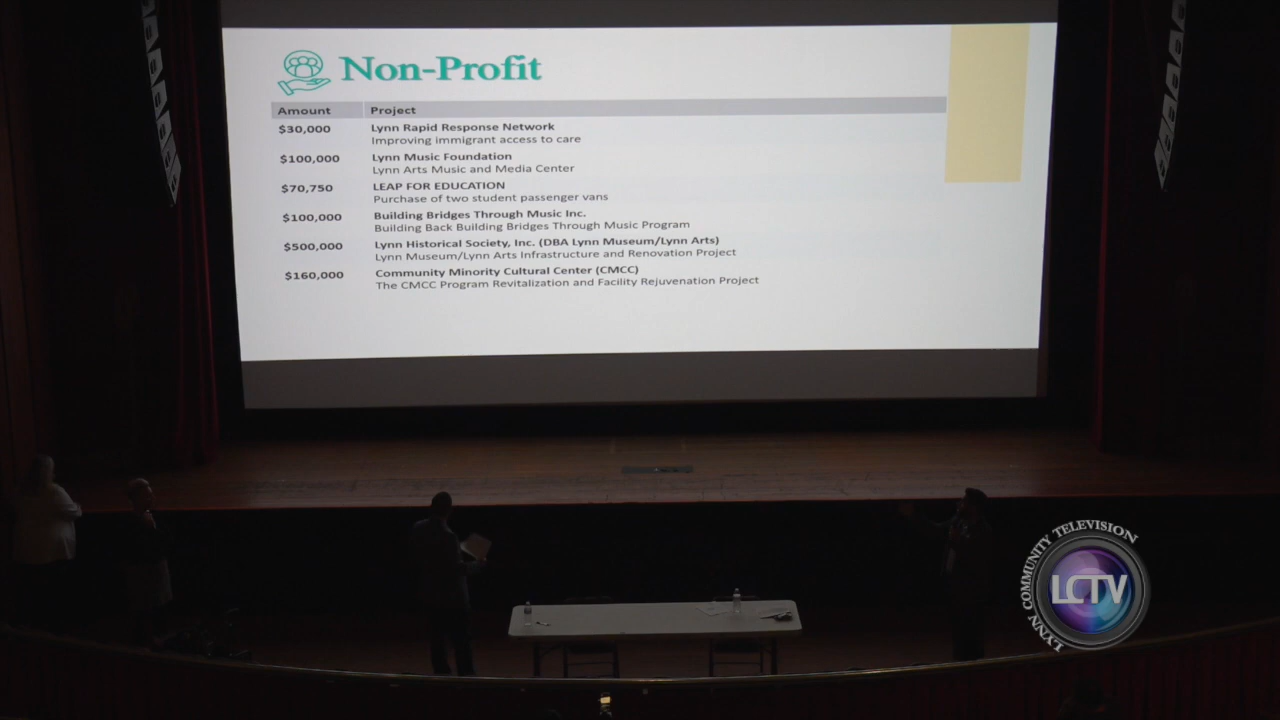 Non-Profit
Amount Project
$30,000 Lynn Rapid Response Network
Improving immigrant access to care
$100,000 Lynn Music Foundation
Lynn Arts Music and Media Center
$70,750 LEAP FOR EDUCATION
Purchase of two student passenger vans
$100,000 Building Bridges Through Music Inc.
Building Back Building Bridges Through Music Program
$500,000 Lynn Historical Society, Inc. (DBA Lynn Museum/Lynn Arts)
Lynn Museum/Lynn Arts Infrastructure and Renovation Project
$160,000 Community Minority Cultural Center (CMCC)
The CMCC Program Revitalization and Facility Rejuvenation Project
LYNN COMMUNITY TELEVISION
LCTV